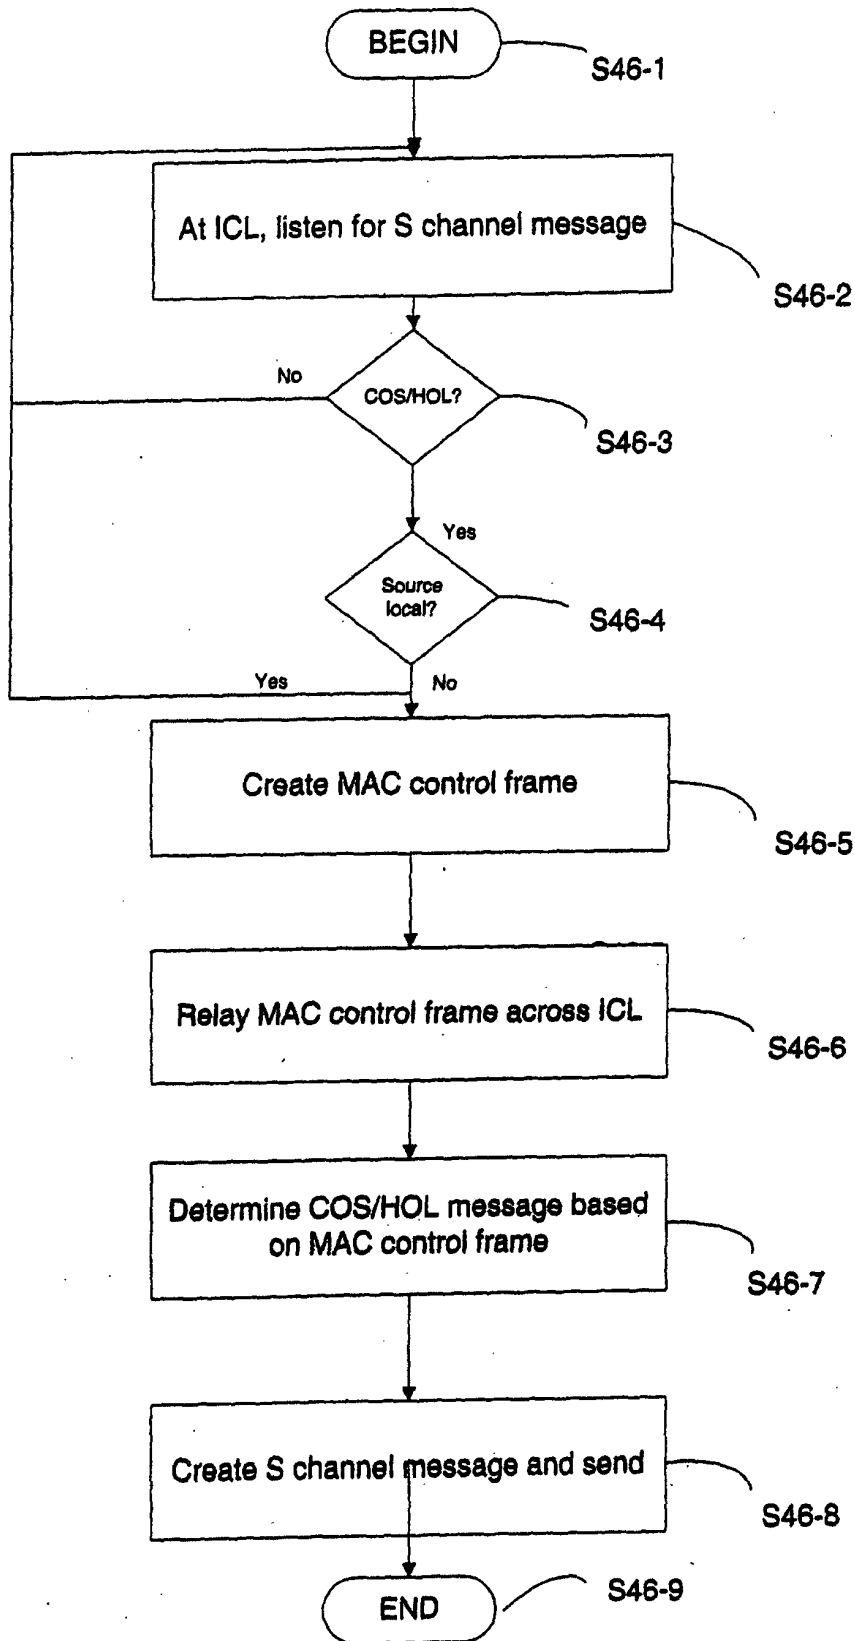 BEGIN
S46-1
At ICL, listen for S channel message
S46-2
No
COS/HOL?
S46-3
Yes
Source
local?
S46-4
Yes
No
Create MAC control frame
S46-5
Relay MAC control frame across ICL
S46-6
Determine COS/HOL message based
on MAC control frame
S46-7
Create S channel message and send
S46-8
END
S46-9